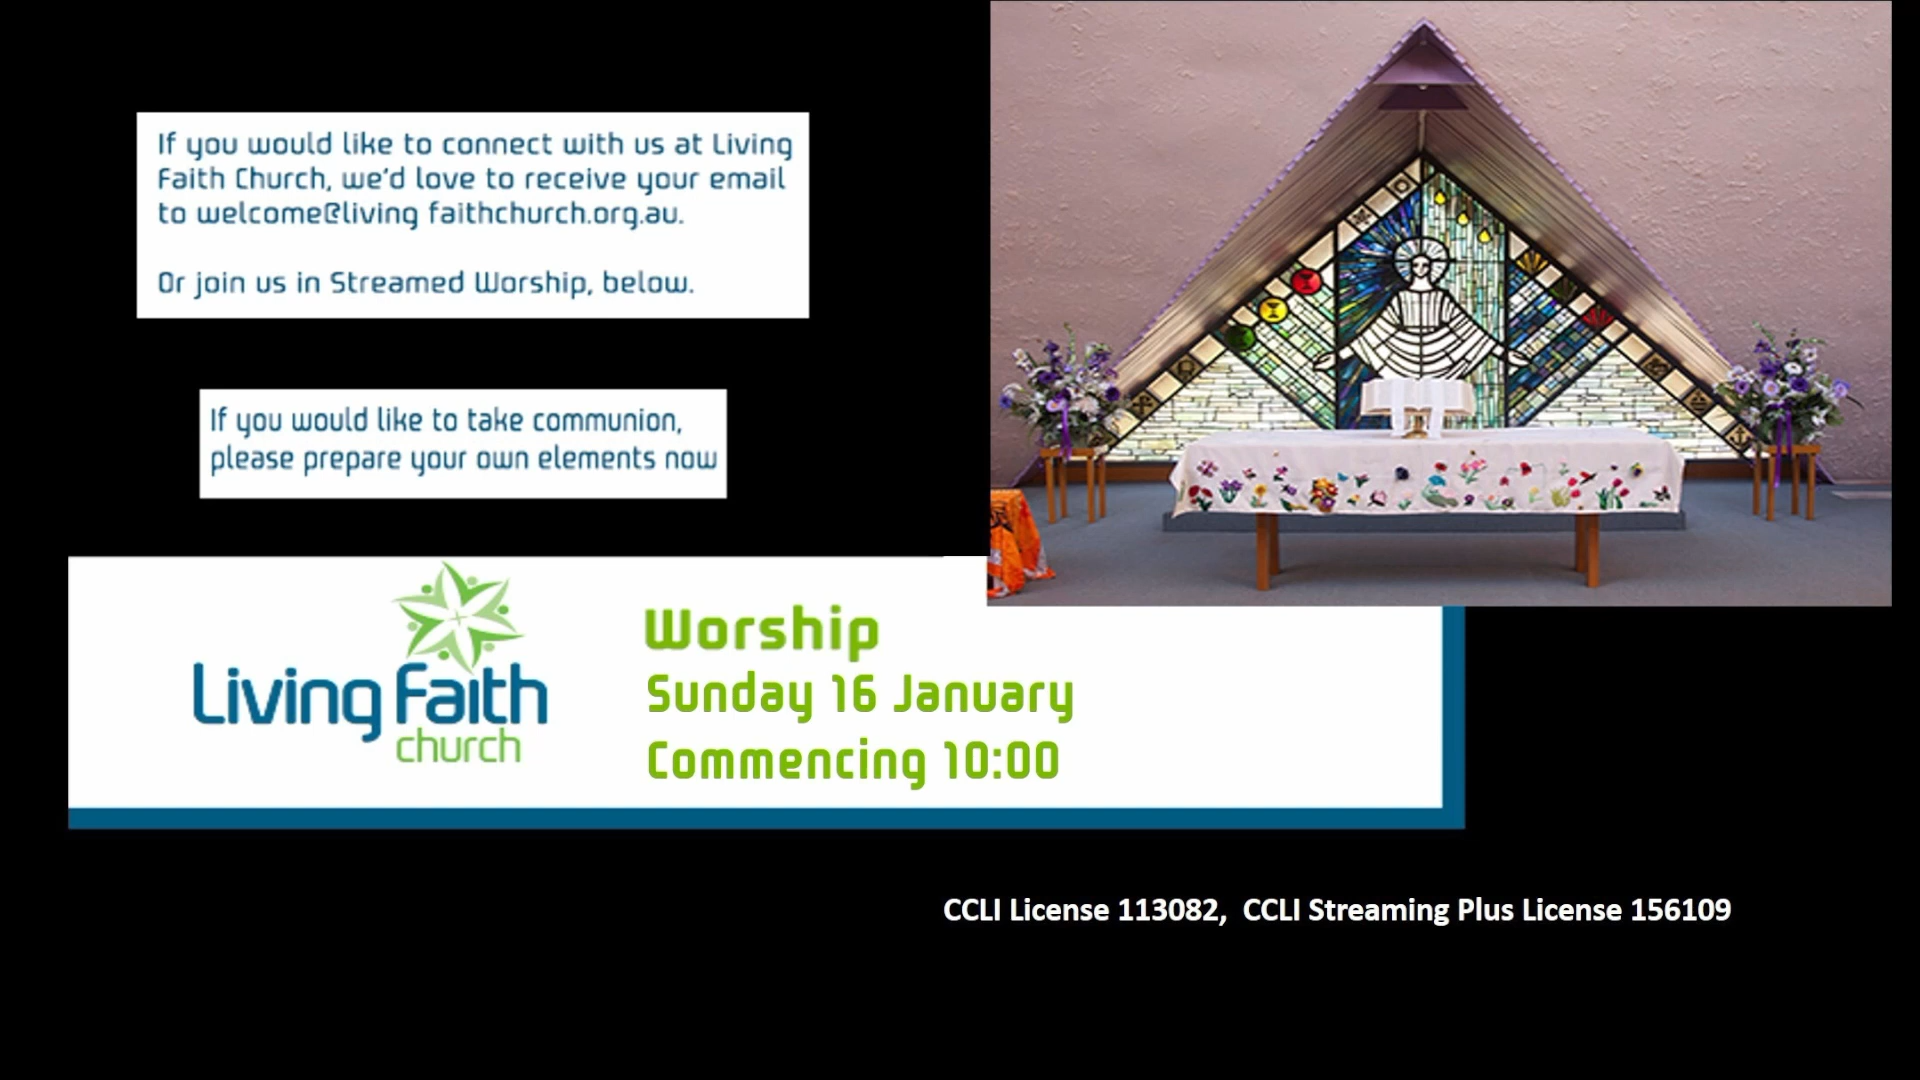 If you would like to connect with us at Living
Faith Church, we'd love to receive your email
to welcome@living faithchurch.org.au.
Or join us in Streamed Worship, below.
If you would like to take communion,
please prepare your own elements now
Living Faith
church
Worship
Sunday 16 January
Commencing 10:00
CCLI License 113082, CCLI Streaming Plus License 156109